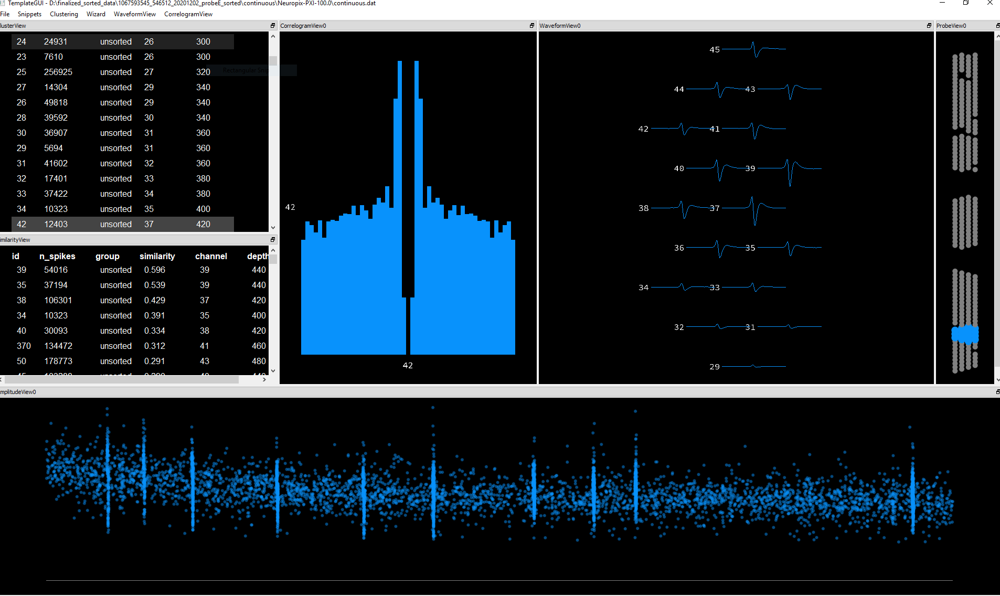 TemplateGUI - D:\finalized_sorted_data\1067593545_546512_20201202_probeE_sorted\continuous\Neuropix-PXI-100.0\continuous.dat
File Snippets Clustering Wizard WaveformView CorrelogramView
lusterView
24 24931 unsorted 26 300
23 7610 unsorted 26 300
25 256925 unsorted 27 320
27 14304 unsorted 29 340
26 49818 unsorted 29 340
28 39592 unsorted 30 340
30 36907 unsorted 31 360
29 5694 unsorted 31 360
31 41602 unsorted 32 360
32 17401 unsorted 33 380
33 37422 unsorted 34 380
34 10323 unsorted 35 400
42 12403 unsorted 37 420
Rectangular Snip
imilarityView
id n_spikes group similarity channel depth
39 54016 unsorted 0.596 39 440
35 37194 unsorted 0.539 39 440
38 106301 unsorted 0.429 37 420
34 10323 unsorted 0.391 35 400
40 30093 unsorted 0.334 38 420
370 134472 unsorted 0.312 41 460
50 178773 unsorted 0.291 43 480
CorrelogramView0
42
42
WaveformView0
45
44 43
42 41
40 39
38 37
36 35
34 33
32 31
29
ProbeView0
mplitudeView0